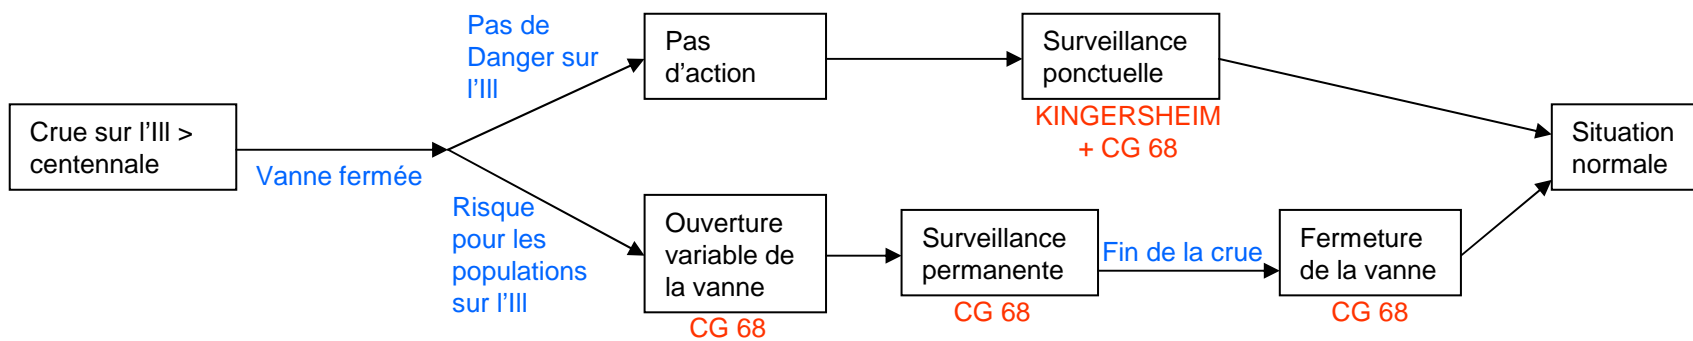 Crue sur l'Ill >
centennale
Vanne fermée
Pas de
Danger sur
l'Ill
Pas
d'action
Surveillance
ponctuelle
KINGERSHEIM
+ CG 68
Risque
pour les
populations
sur l'Ill
Ouverture
variable de
la vanne
CG 68
Surveillance
permanente
CG 68
Fin de la crue
Fermeture
de la vanne
CG 68
Situation
normale